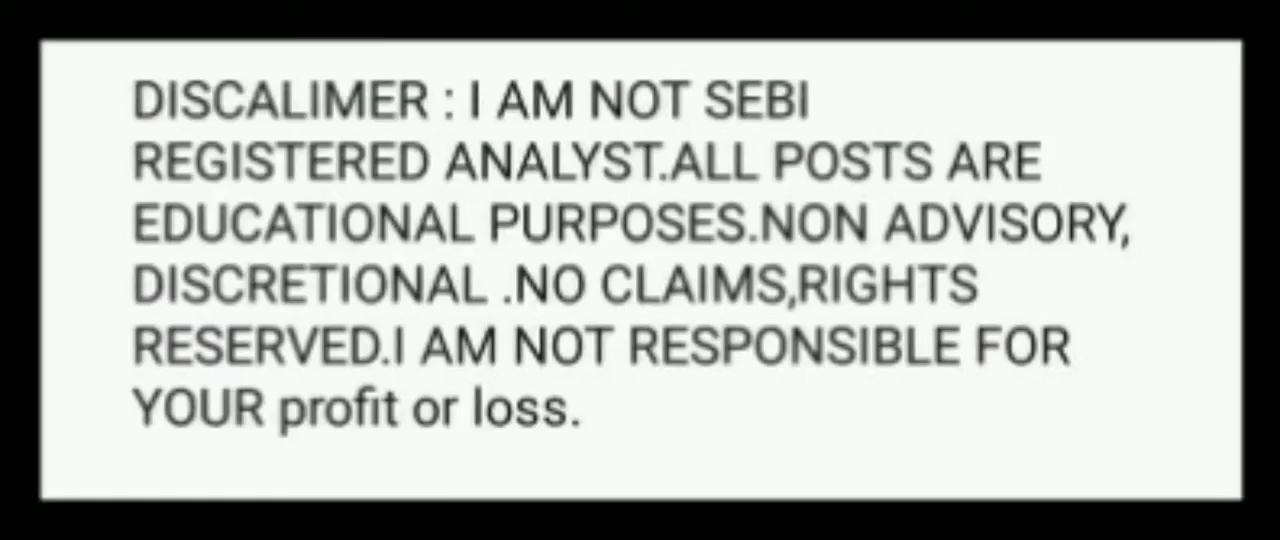 DISCALIMER : I AM NOT SEBI
REGISTERED ANALYST.ALL POSTS ARE
EDUCATIONAL PURPOSES.NON ADVISORY,
DISCRETIONAL .NO CLAIMS,RIGHTS
RESERVED.I AM NOT RESPONSIBLE FOR
YOUR profit or loss.